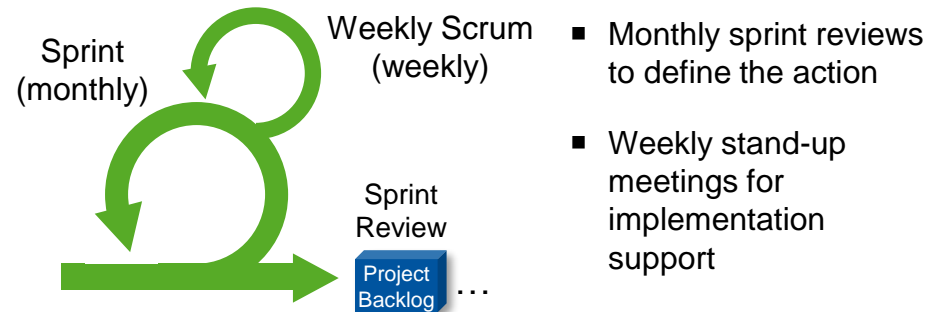 Sprint
(monthly)
Weekly Scrum
(weekly)
Sprint
Review
Project
Backlog
...
■ Monthly sprint reviews
to define the action
■ Weekly stand-up
meetings for
implementation
support